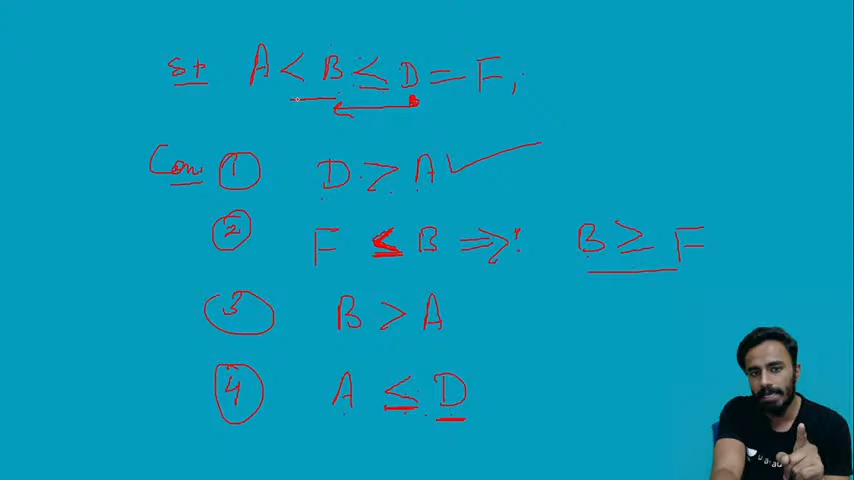 St A < B ≤ D = F,
Con. ① D > A ✓
② F ≤ B ⇒ B ≥ F
③ B > A
④ A ≤ D